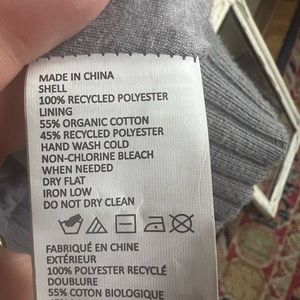 MADE IN CHINA
SHELL
100% RECYCLED POLYESTER
LINING
55% ORGANIC COTTON
45% RECYCLED POLYESTER
HAND WASH COLD
NON-CHLORINE BLEACH
WHEN NEEDED
DRY FLAT
IRON LOW
DO NOT DRY CLEAN
FABRIQUÉ EN CHINE
EXTÉRIEUR
100% POLYESTER RECYCLÉ
DOUBLURE
55% COTON BIOLOGIQUE